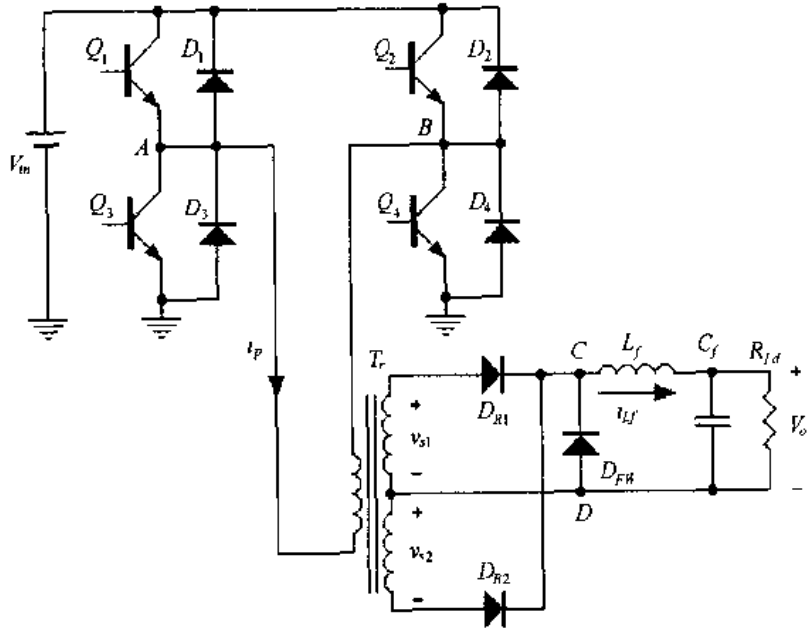 Q1 D1 Q2 D2
A B
Vin
Q3 D3 Q4 D4
ip Tr C Lf Cf RLd
+
DR1 iLf
+ vs1 −
DFW Vo
−
D
+ vs2 −
DR2